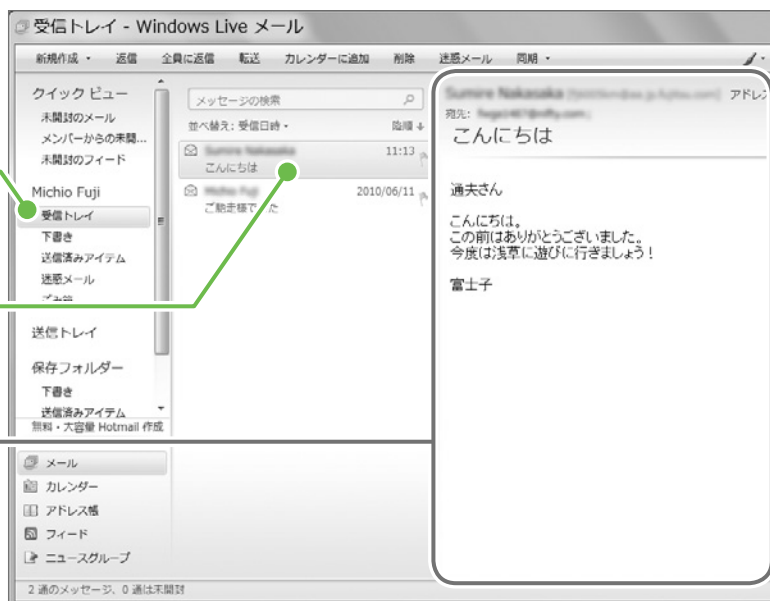 受信トレイ - Windows Live メール
新規作成 返信 全員に返信 転送 カレンダーに追加 削除 迷惑メール 同期
クイック ビュー
未開封のメール
メンバーからの未開...
未開封のフィード
Michio Fuji
受信トレイ
下書き
送信済みアイテム
迷惑メール
ごみ箱
送信トレイ
保存フォルダー
下書き
送信済みアイテム
無料・大容量 Hotmail 作成
メール
カレンダー
アドレス帳
フィード
ニュースグループ
メッセージの検索
並べ替え: 受信日時 降順
11:13
こんにちは
2010/06/11
ご馳走様で た
アドレス
宛先:
こんにちは
通夫さん
こんにちは。
この前はありがとうございました。
今度は浅草に遊びに行きましょう！
富士子
2 通のメッセージ、0 通は未開封